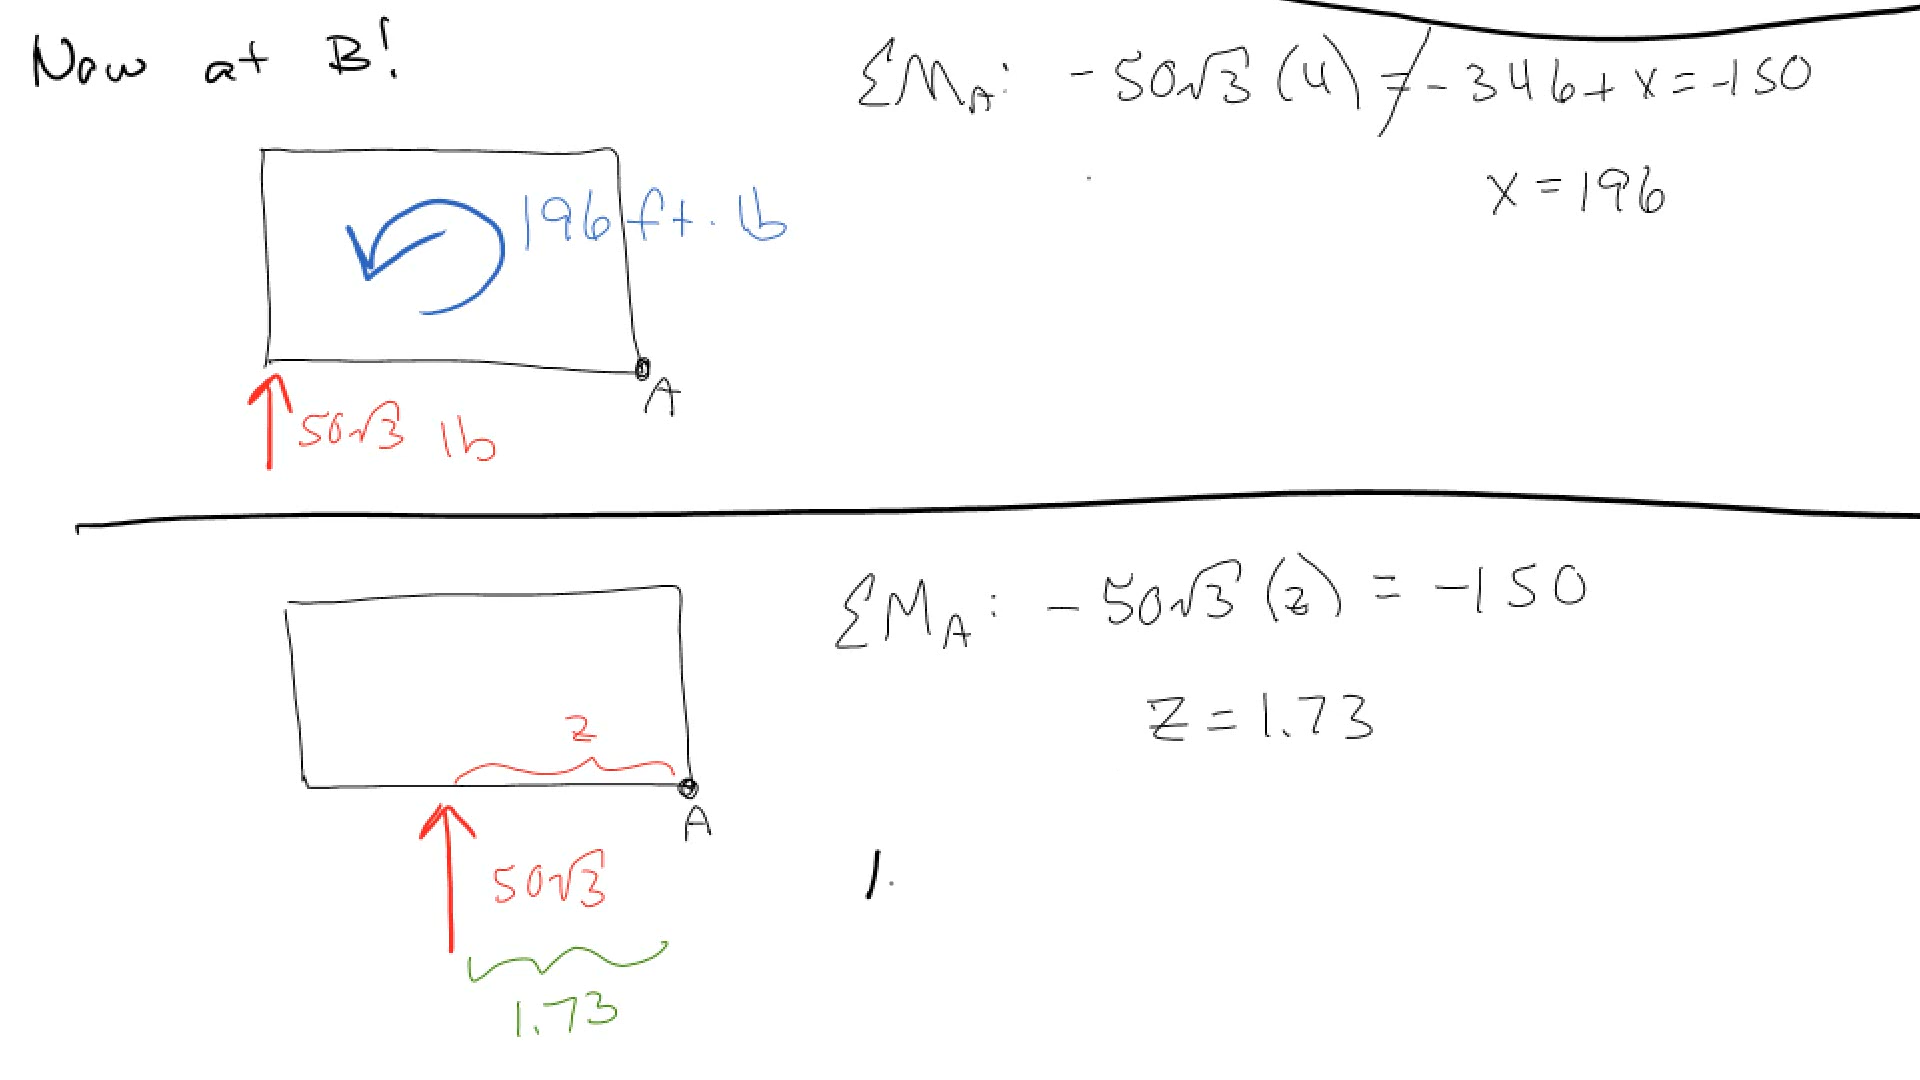 Now at B!
ΣM_A: -50√3 (4) = -346 + x = -150
x = 196
196 ft. lb
A
50√3 lb
ΣM_A: -50√3 (z) = -150
z = 1.73
z
A
50√3
1.
1.73